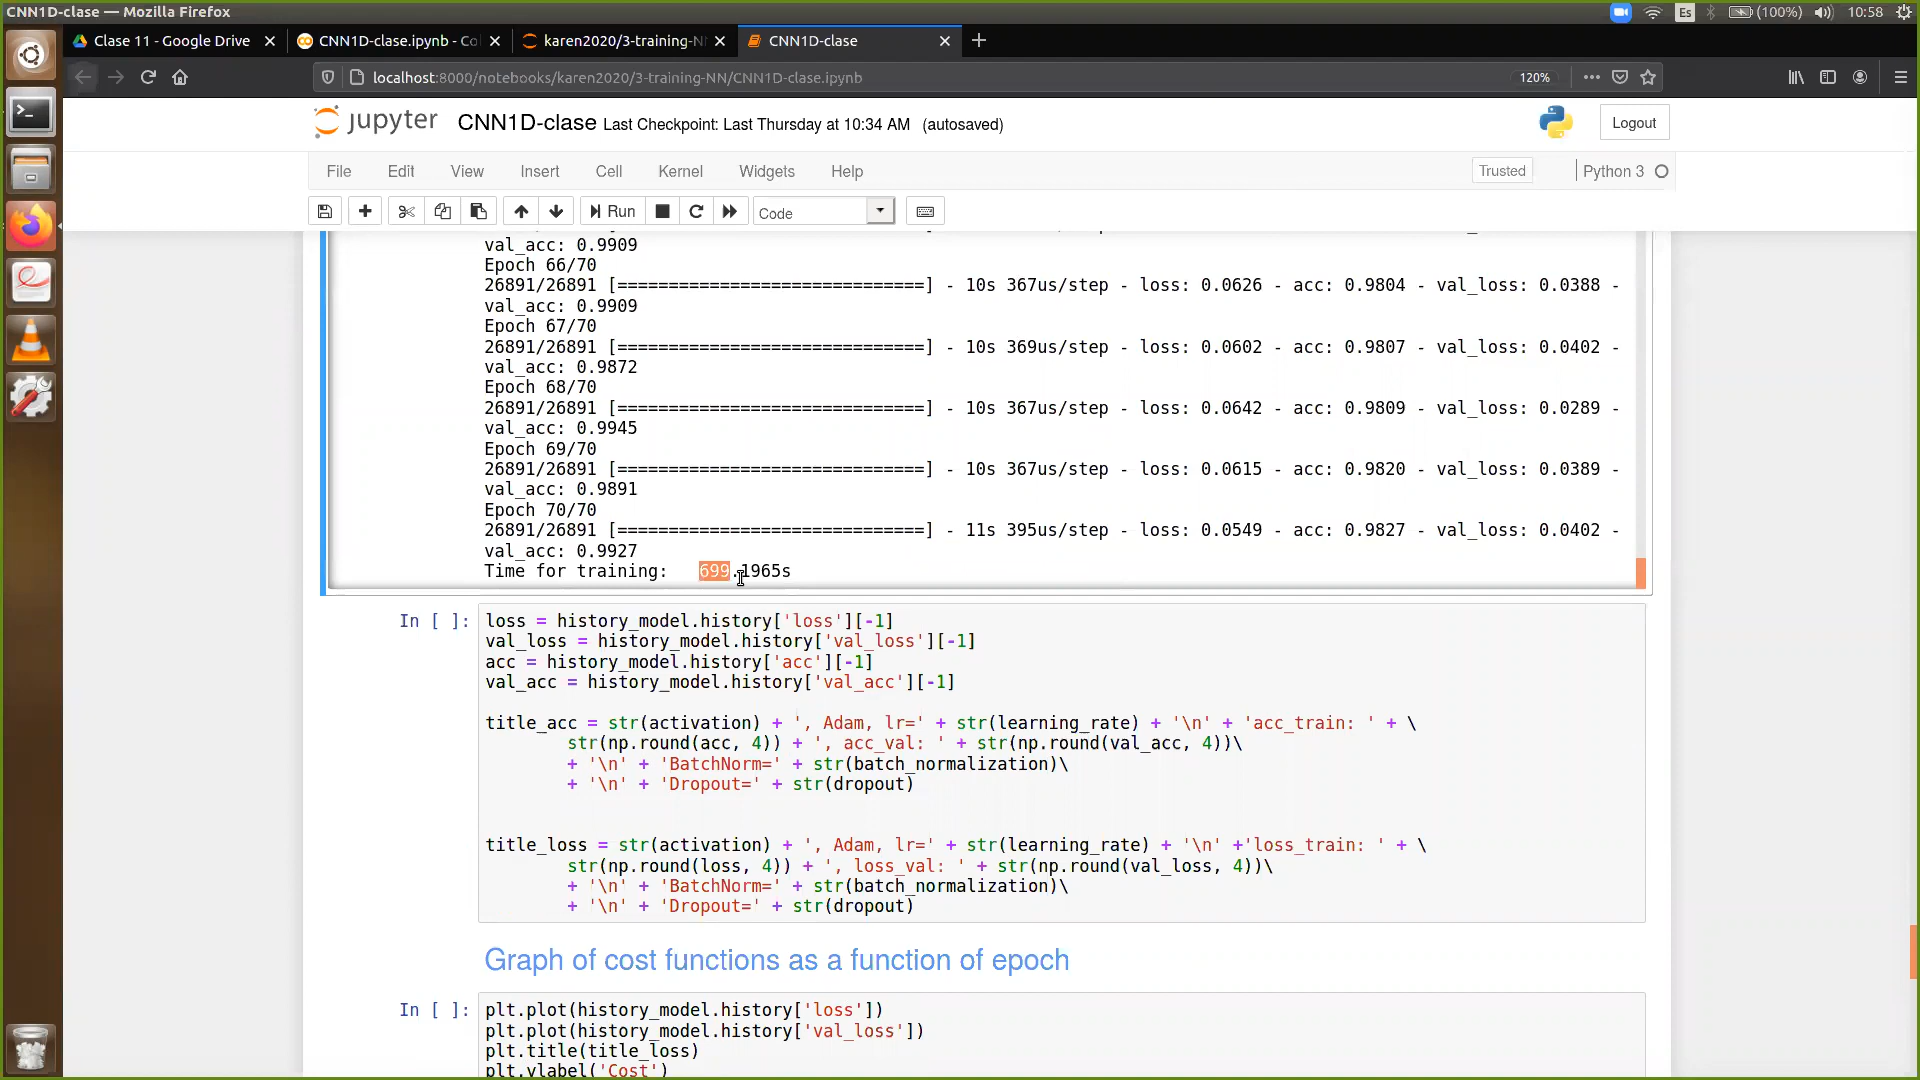 CNN1D-clase — Mozilla Firefox
Es (100%) 10:58
Clase 11 - Google Drive
CNN1D-clase.ipynb - Co
karen2020/3-training-N
CNN1D-clase
localhost:8000/notebooks/karen2020/3-training-NN/CNN1D-clase.ipynb
120%
jupyter CNN1D-clase Last Checkpoint: Last Thursday at 10:34 AM (autosaved)
Logout
File Edit View Insert Cell Kernel Widgets Help
Trusted Python 3
Run Code
val_acc: 0.9909
Epoch 66/70
26891/26891 [==============================] - 10s 367us/step - loss: 0.0626 - acc: 0.9804 - val_loss: 0.0388 -
val_acc: 0.9909
Epoch 67/70
26891/26891 [==============================] - 10s 369us/step - loss: 0.0602 - acc: 0.9807 - val_loss: 0.0402 -
val_acc: 0.9872
Epoch 68/70
26891/26891 [==============================] - 10s 367us/step - loss: 0.0642 - acc: 0.9809 - val_loss: 0.0289 -
val_acc: 0.9945
Epoch 69/70
26891/26891 [==============================] - 10s 367us/step - loss: 0.0615 - acc: 0.9820 - val_loss: 0.0389 -
val_acc: 0.9891
Epoch 70/70
26891/26891 [==============================] - 11s 395us/step - loss: 0.0549 - acc: 0.9827 - val_loss: 0.0402 -
val_acc: 0.9927
Time for training:   699.1965s
In [ ]: loss = history_model.history['loss'][-1]
val_loss = history_model.history['val_loss'][-1]
acc = history_model.history['acc'][-1]
val_acc = history_model.history['val_acc'][-1]
title_acc = str(activation) + ', Adam, lr=' + str(learning_rate) + '\n' + 'acc_train: ' + \
str(np.round(acc, 4)) + ', acc_val: ' + str(np.round(val_acc, 4))\
+ '\n' + 'BatchNorm=' + str(batch_normalization)\
+ '\n' + 'Dropout=' + str(dropout)
title_loss = str(activation) + ', Adam, lr=' + str(learning_rate) + '\n' +'loss_train: ' + \
str(np.round(loss, 4)) + ', loss_val: ' + str(np.round(val_loss, 4))\
+ '\n' + 'BatchNorm=' + str(batch_normalization)\
+ '\n' + 'Dropout=' + str(dropout)
Graph of cost functions as a function of epoch
In [ ]: plt.plot(history_model.history['loss'])
plt.plot(history_model.history['val_loss'])
plt.title(title_loss)
plt.ylabel('Cost')